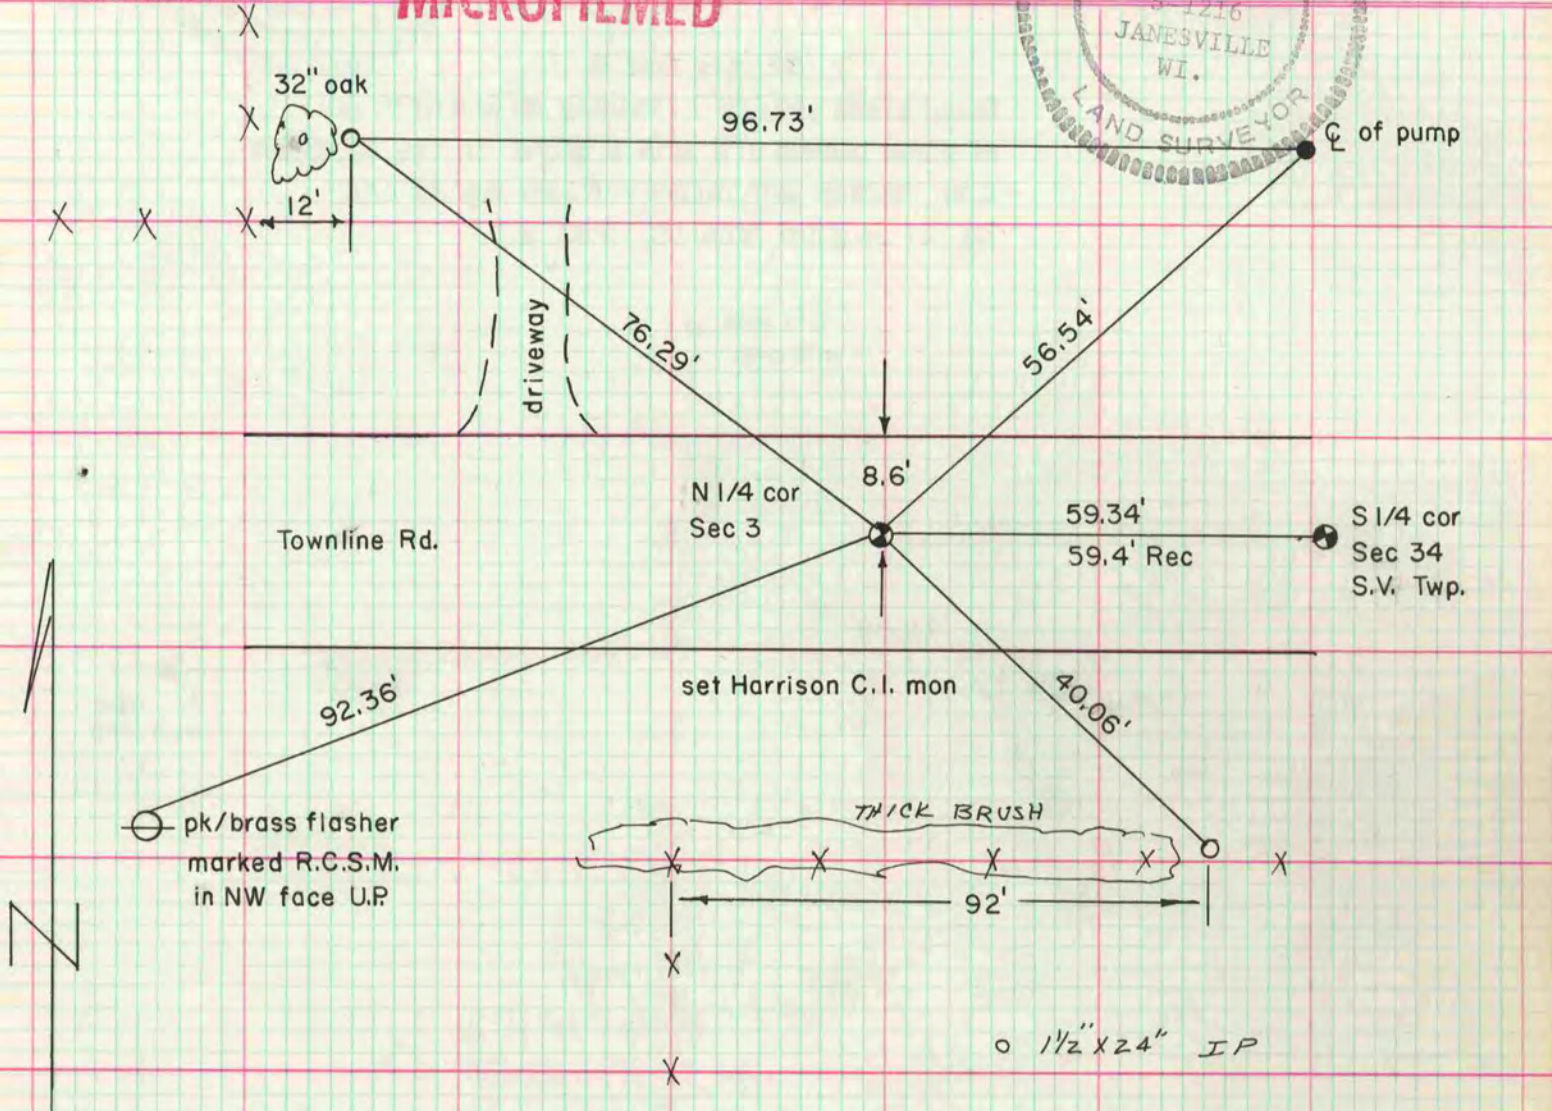 MICROFILMED
S-1216
JANESVILLE
WI.
LAND SURVEYOR
32" oak
96.73'
℄ of pump
12'
driveway
76.29'
56.54'
8.6'
N 1/4 cor
Sec 3
59.34'
59.4' Rec
S 1/4 cor
Sec 34
S.V. Twp.
Townline Rd.
set Harrison C.I. mon
92.36'
40.06'
pk/brass flasher
marked R.C.S.M.
in NW face U.P.
THICK BRUSH
92'
N
o 1½" X 24" IP